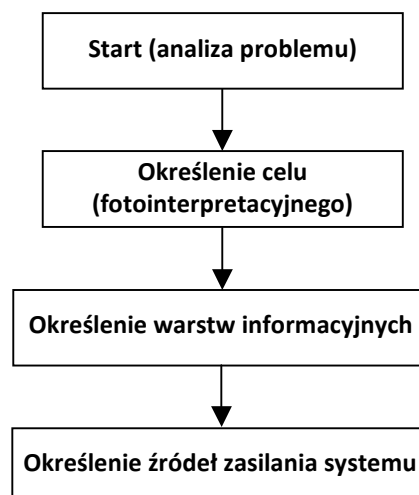 Start (analiza problemu)
Określenie celu
(fotointerpretacyjnego)
Określenie warstw informacyjnych
Określenie źródeł zasilania systemu